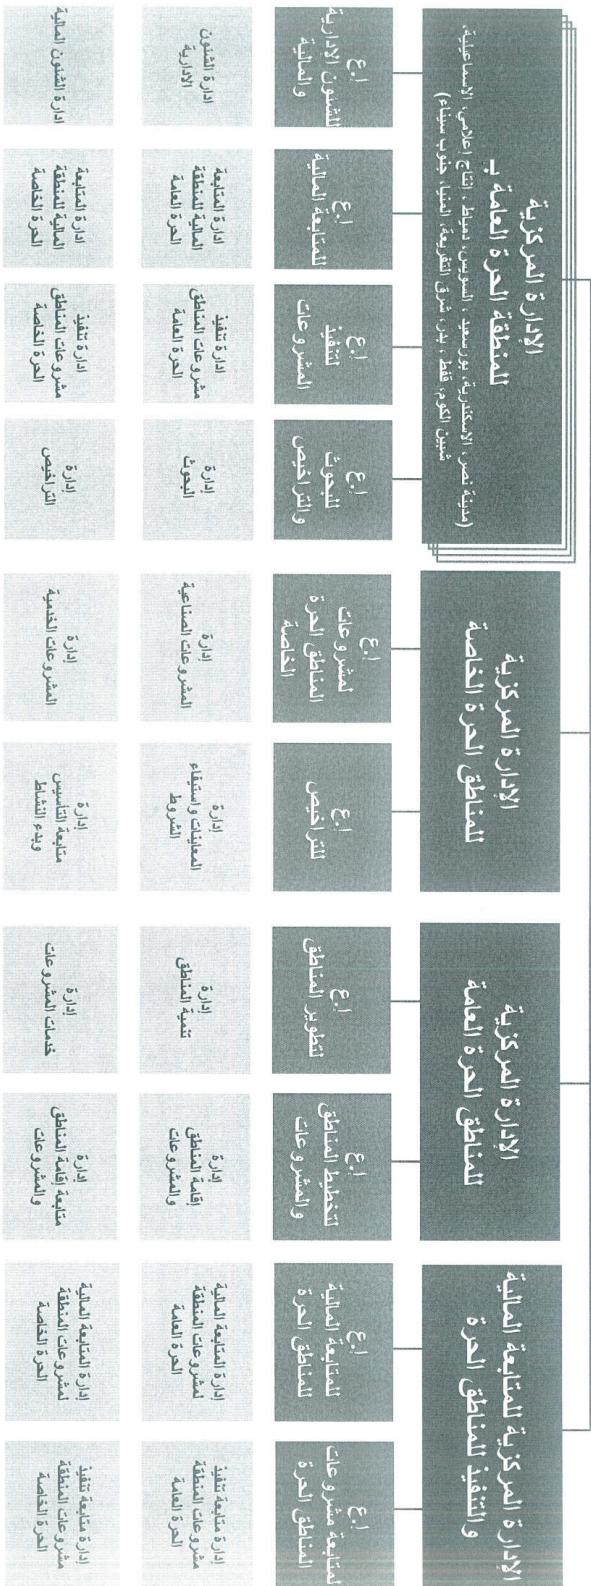 الإدارة المركزية للمتابعة المالية
والتنفيذ للمناطق الحرة
الإدارة المركزية
للمناطق الحرة العامة
الإدارة المركزية
للمناطق الحرة الخاصة
الإدارة المركزية
للمنطقة الحرة العامة بـ
(مدينة نصر، الاسكندرية، بورسعيد، السويس، دمياط، إنتاج إعلامي، الإسماعيلية،
شبين الكوم، قفط، بدر، شرق التفريعة، المنيا، جنوب سيناء)
ا.ع
لمتابعة مشروعات
المناطق الحرة
ا.ع
للمتابعة المالية
للمناطق الحرة
ا.ع
لتخطيط المناطق
والمشروعات
ا.ع
لتطوير المناطق
ا.ع
للتراخيص
ا.ع
لمشروعات
المناطق الحرة
الخاصة
ا.ع
للبحوث
والتراخيص
ا.ع
لتنفيذ
المشروعات
ا.ع
للمتابعة المالية
ا.ع
للشئون الإدارية
والمالية
إدارة متابعة تنفيذ
مشروعات المنطقة
الحرة العامة
إدارة المتابعة المالية
لمشروعات المنطقة
الحرة العامة
إدارة
إقامة المناطق
والمشروعات
إدارة
تنمية المناطق
إدارة
المعاينات واستيفاء
الشروط
إدارة
المشروعات الصناعية
إدارة
البحوث
إدارة تنفيذ
مشروعات المناطق
الحرة العامة
إدارة المتابعة
المالية للمنطقة
الحرة العامة
إدارة الشئون
الادارية
إدارة متابعة تنفيذ
مشروعات المنطقة
الحرة الخاصة
إدارة المتابعة المالية
لمشروعات المنطقة
الحرة الخاصة
إدارة
متابعة إقامة المناطق
والمشروعات
إدارة
خدمات المشروعات
إدارة
متابعة التأسيس
وبدء النشاط
إدارة
المشروعات الخدمية
إدارة
التراخيص
إدارة تنفيذ
مشروعات المناطق
الحرة الخاصة
إدارة المتابعة
المالية للمنطقة
الحرة الخاصة
إدارة الشئون المالية